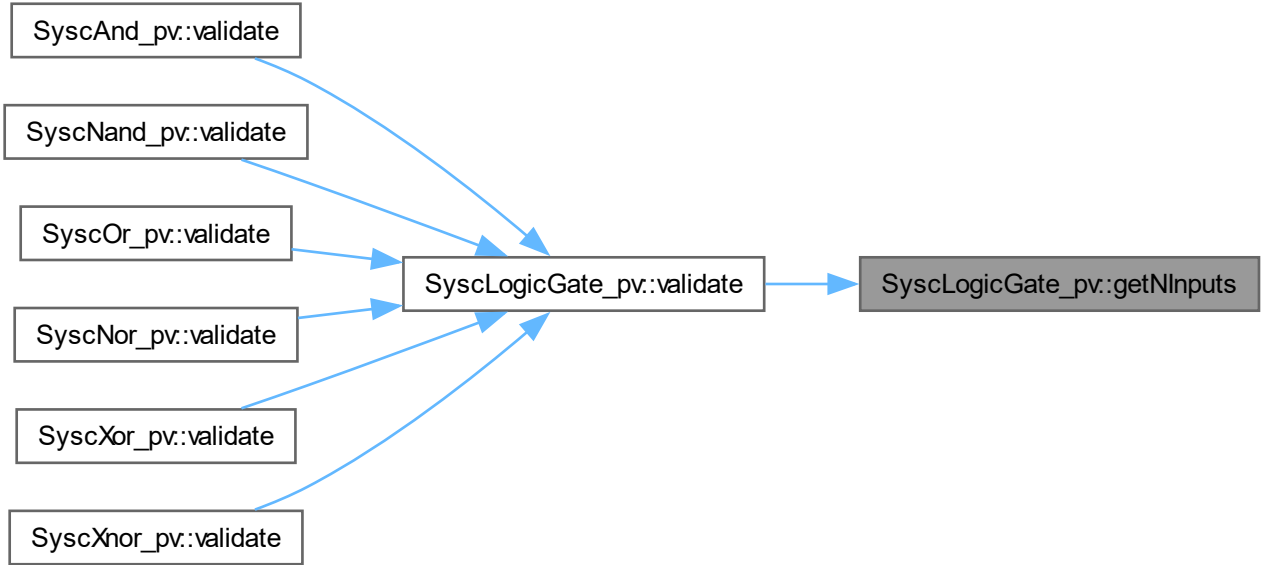 SyscAnd_pv::validate
SyscNand_pv::validate
SyscOr_pv::validate
SyscLogicGate_pv::validate
SyscLogicGate_pv::getNInputs
SyscNor_pv::validate
SyscXor_pv::validate
SyscXnor_pv::validate